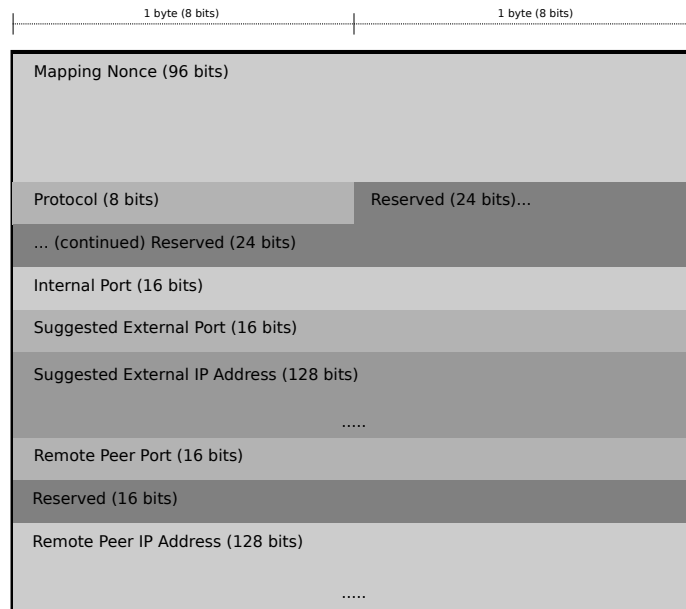 1 byte (8 bits) 1 byte (8 bits)
Mapping Nonce (96 bits)
Protocol (8 bits) Reserved (24 bits)...
... (continued) Reserved (24 bits)
Internal Port (16 bits)
Suggested External Port (16 bits)
Suggested External IP Address (128 bits)
.....
Remote Peer Port (16 bits)
Reserved (16 bits)
Remote Peer IP Address (128 bits)
.....